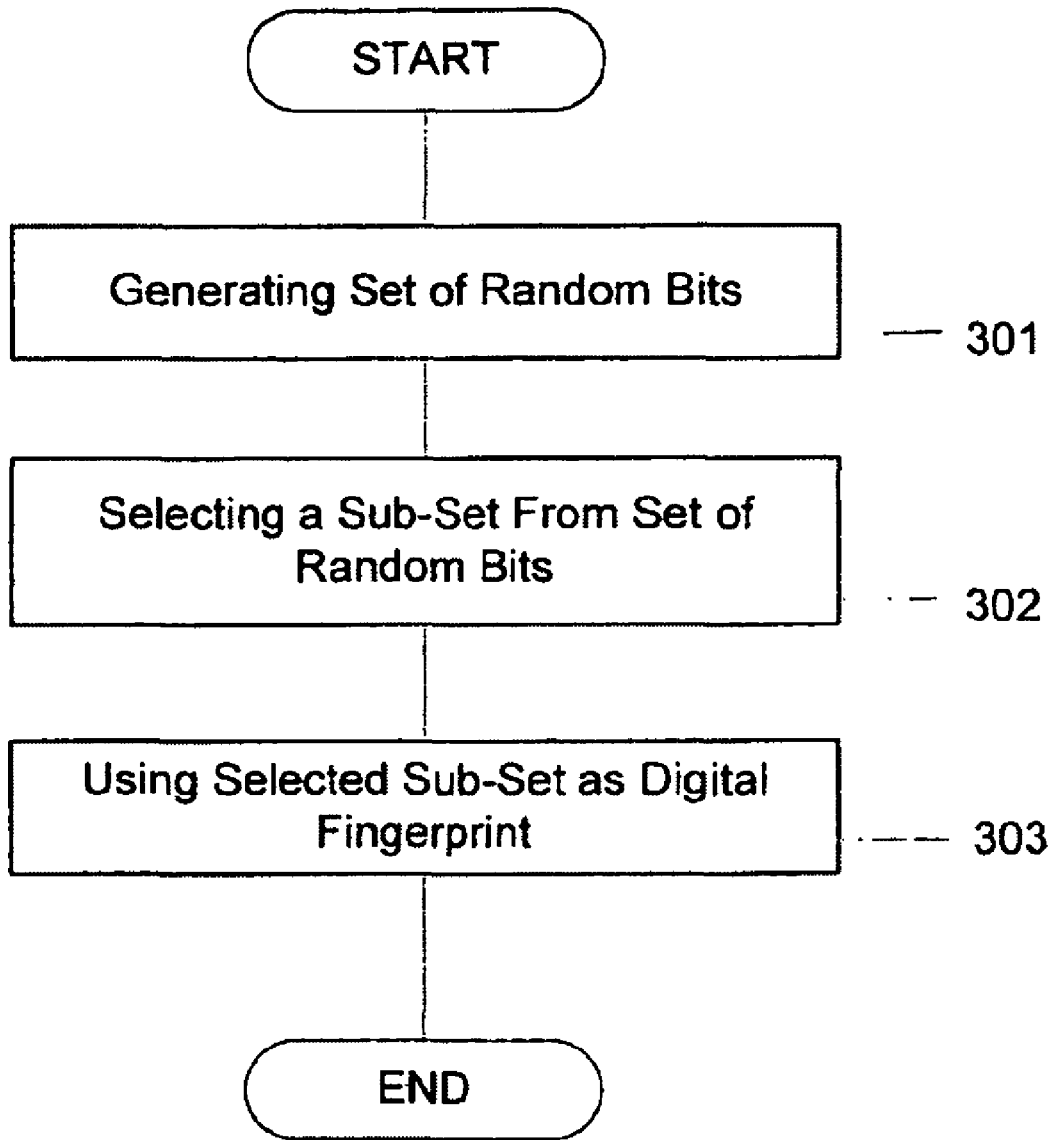 START
Generating Set of Random Bits
301
Selecting a Sub-Set From Set of
Random Bits
302
Using Selected Sub-Set as Digital
Fingerprint
303
END